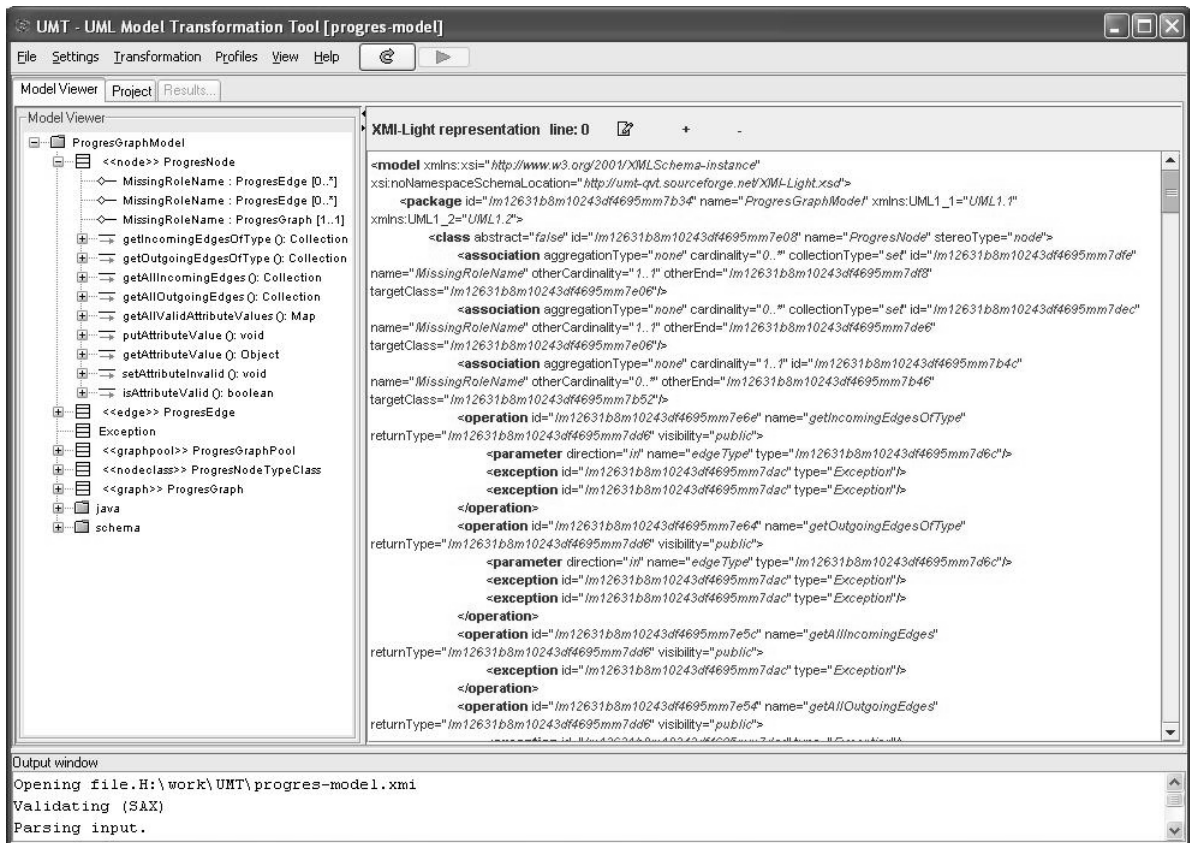 UMT - UML Model Transformation Tool [progres-model]
File Settings Transformation Profiles View Help
Model Viewer Project Results...
Model Viewer
ProgresGraphModel
<<node>> ProgresNode
MissingRoleName : ProgresEdge [0..*]
MissingRoleName : ProgresEdge [0..*]
MissingRoleName : ProgresGraph [1..1]
getIncomingEdgesOfType (): Collection
getOutgoingEdgesOfType (): Collection
getAllIncomingEdges (): Collection
getAllOutgoingEdges (): Collection
getAllValidAttributeValues (): Map
putAttributeValue (): void
getAttributeValue (): Object
setAttributeInvalid (): void
isAttributeValid (): boolean
<<edge>> ProgresEdge
Exception
<<graphpool>> ProgresGraphPool
<<nodeclass>> ProgresNodeTypeClass
<<graph>> ProgresGraph
java
schema
XMI-Light representation line: 0 + -
<model xmlns:xsi="http://www.w3.org/2001/XMLSchema-instance"
xsi:noNamespaceSchemaLocation="http://umt-qvt.sourceforge.net/XMI-Light.xsd">
<package id="Im12631b8m10243df4695mm7b34" name="ProgresGraphModel" xmlns:UML1_1="UML1.1"
xmlns:UML1_2="UML1.2">
<class abstract="false" id="Im12631b8m10243df4695mm7e08" name="ProgresNode" stereoType="node">
<association aggregationType="none" cardinality="0..*" collectionType="set" id="Im12631b8m10243df4695mm7dfe"
name="MissingRoleName" otherCardinality="1..1" otherEnd="Im12631b8m10243df4695mm7df8"
targetClass="Im12631b8m10243df4695mm7e06"/>
<association aggregationType="none" cardinality="0..*" collectionType="set" id="Im12631b8m10243df4695mm7dec"
name="MissingRoleName" otherCardinality="1..1" otherEnd="Im12631b8m10243df4695mm7de6"
targetClass="Im12631b8m10243df4695mm7e06"/>
<association aggregationType="none" cardinality="1..1" id="Im12631b8m10243df4695mm7b4c"
name="MissingRoleName" otherCardinality="0..*" otherEnd="Im12631b8m10243df4695mm7b46"
targetClass="Im12631b8m10243df4695mm7b52"/>
<operation id="Im12631b8m10243df4695mm7e6e" name="getIncomingEdgesOfType"
returnType="Im12631b8m10243df4695mm7dd6" visibility="public">
<parameter direction="in" name="edgeType" type="Im12631b8m10243df4695mm7d6c"/>
<exception id="Im12631b8m10243df4695mm7dac" type="Exception"/>
<exception id="Im12631b8m10243df4695mm7dac" type="Exception"/>
</operation>
<operation id="Im12631b8m10243df4695mm7e64" name="getOutgoingEdgesOfType"
returnType="Im12631b8m10243df4695mm7dd6" visibility="public">
<parameter direction="in" name="edgeType" type="Im12631b8m10243df4695mm7d6c"/>
<exception id="Im12631b8m10243df4695mm7dac" type="Exception"/>
<exception id="Im12631b8m10243df4695mm7dac" type="Exception"/>
</operation>
<operation id="Im12631b8m10243df4695mm7e5c" name="getAllIncomingEdges"
returnType="Im12631b8m10243df4695mm7dd6" visibility="public">
<exception id="Im12631b8m10243df4695mm7dac" type="Exception"/>
</operation>
<operation id="Im12631b8m10243df4695mm7e54" name="getAllOutgoingEdges"
returnType="Im12631b8m10243df4695mm7dd6" visibility="public">
Output window
Opening file.H:\work\UMT\progres-model.xmi
Validating (SAX)
Parsing input.